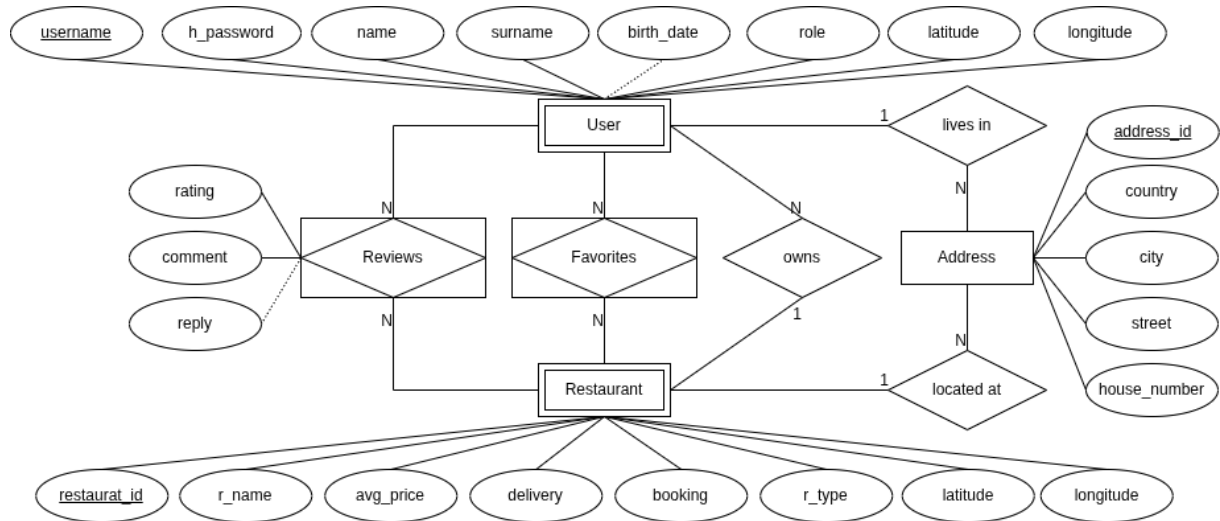 username
h_password
name
surname
birth_date
role
latitude
longitude
User
1
lives in
address_id
rating
N
N
N
N
country
comment
Reviews
Favorites
owns
Address
city
reply
N
N
1
N
street
Restaurant
1
located at
house_number
restaurat_id
r_name
avg_price
delivery
booking
r_type
latitude
longitude